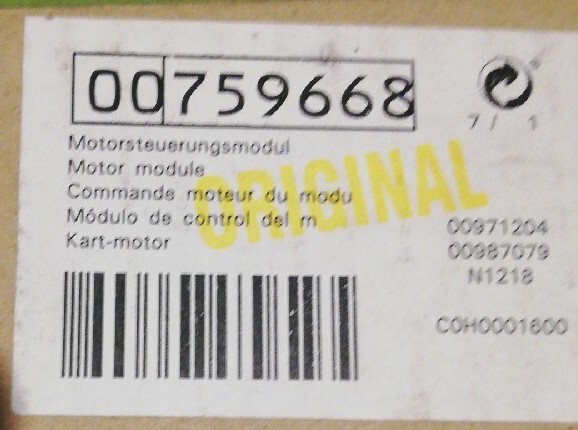 00759668
7/ 1
Motorsteuerungsmodul
Motor module
Commande moteur du modu
Módulo de control del m
Kart-motor
ORIGINAL
00971204
00987079
N1218
C0H0001600